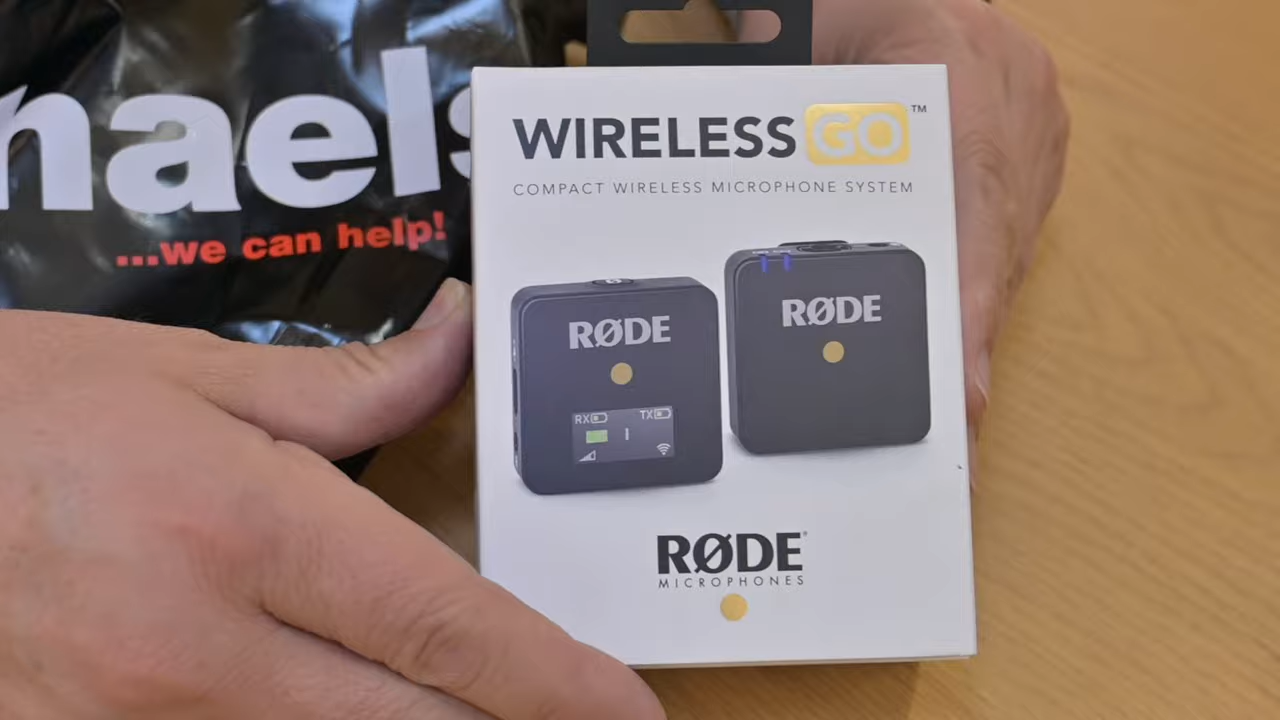 naels
...we can help!
WIRELESS GO™
COMPACT WIRELESS MICROPHONE SYSTEM
RØDE
RX TX
RØDE
RØDE®
MICROPHONES